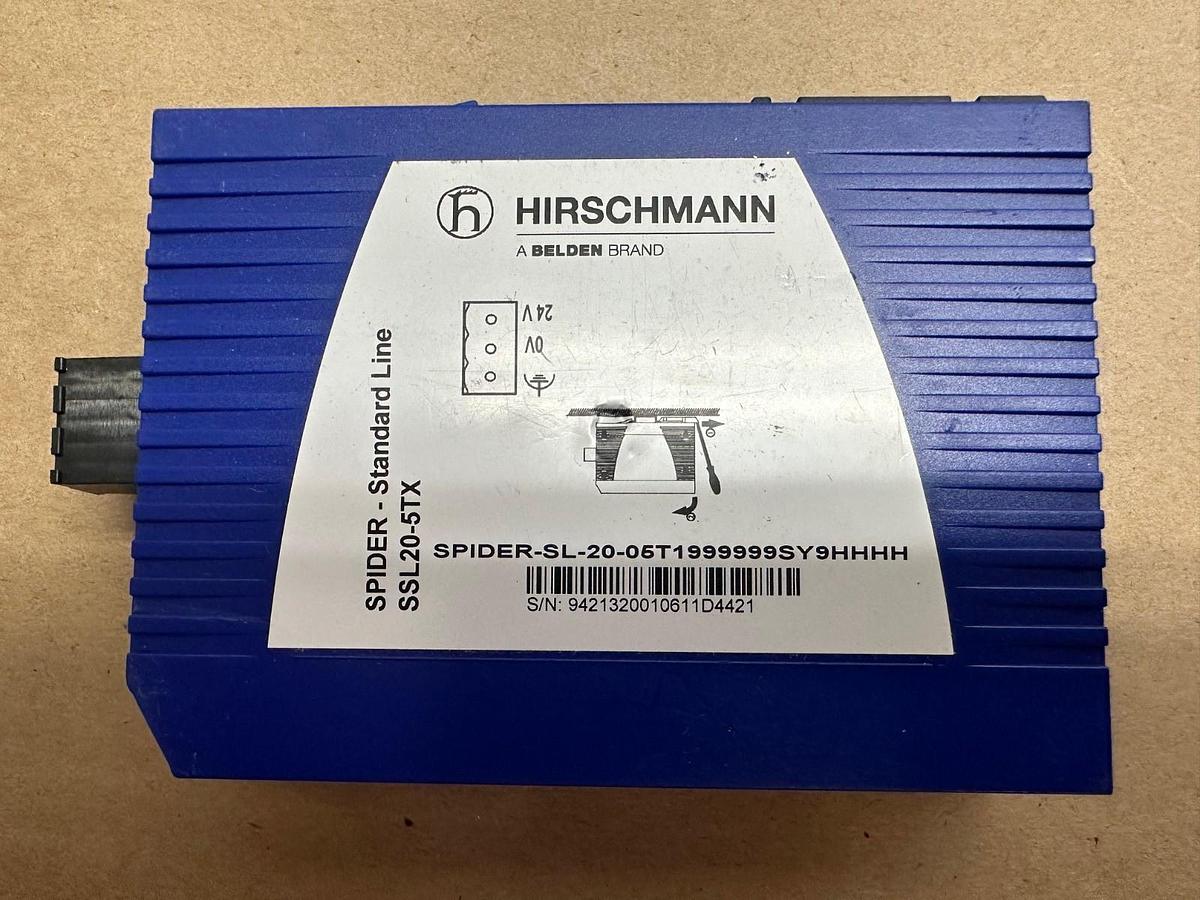 HIRSCHMANN
A BELDEN BRAND
24V
0V
SPIDER - Standard Line
SSL20-5TX
SPIDER-SL-20-05T1999999SY9HHHH
S/N: 9421320010611D4421